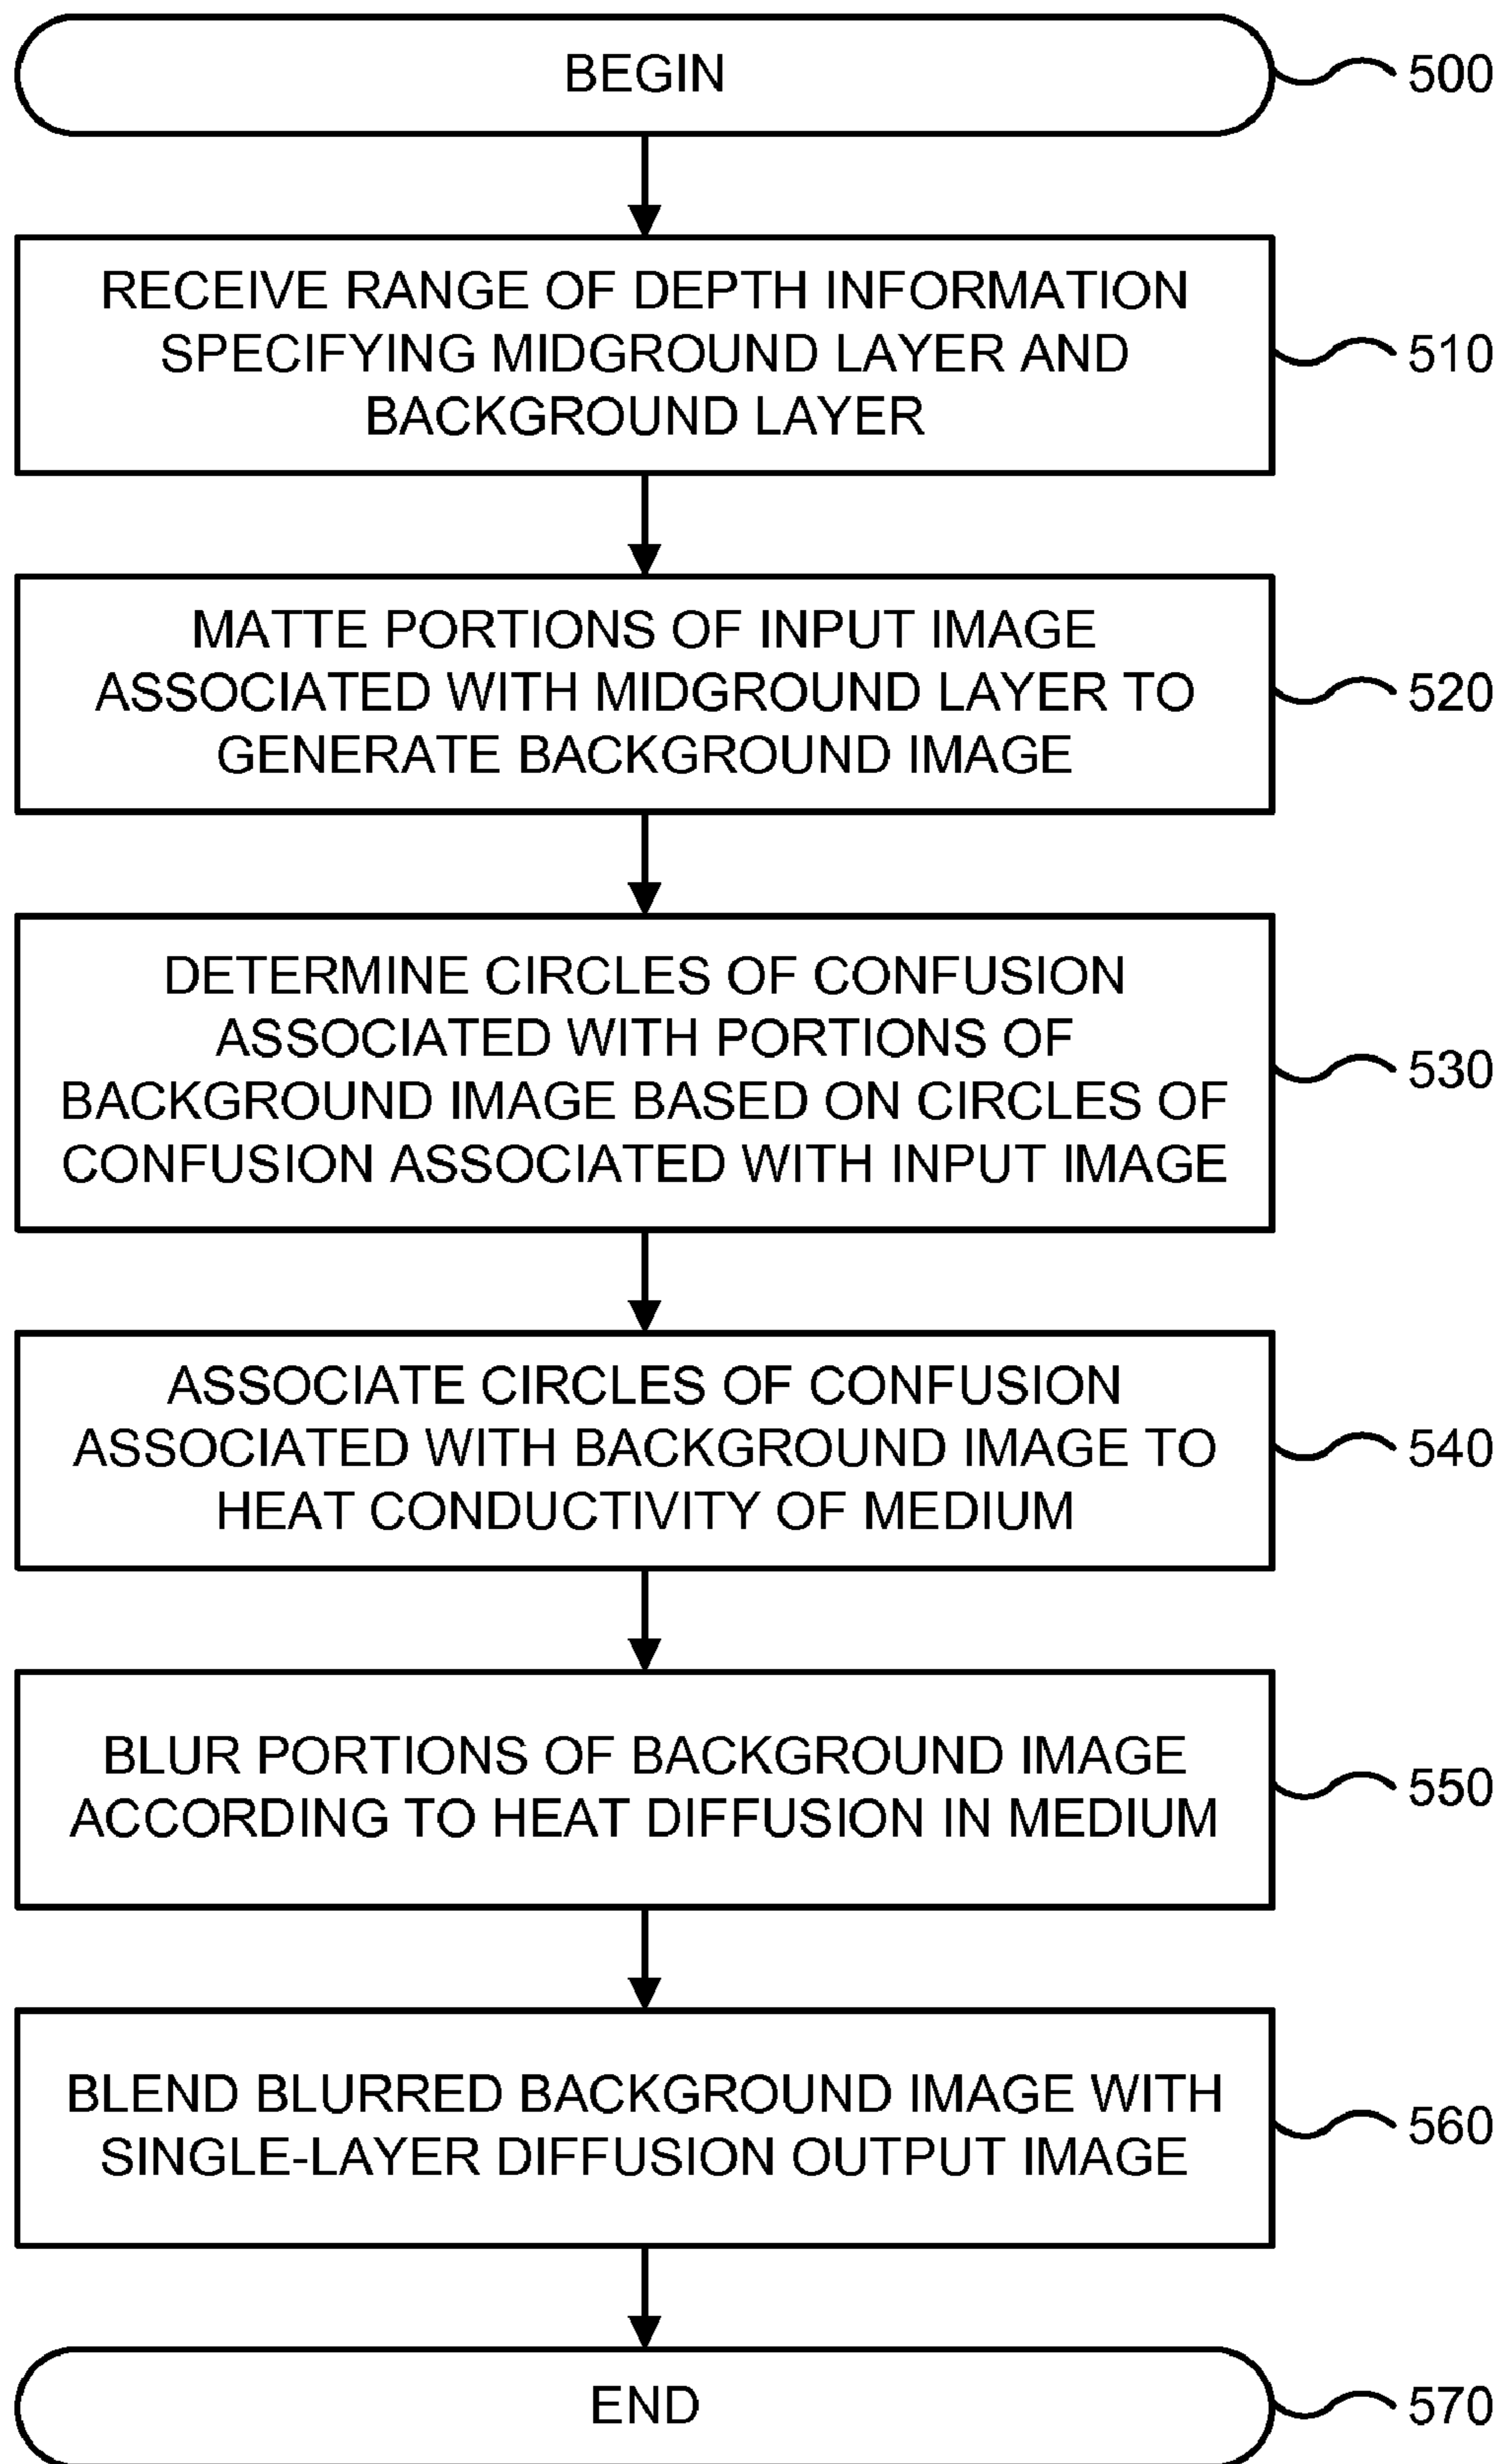 BEGIN
500
RECEIVE RANGE OF DEPTH INFORMATION
SPECIFYING MIDGROUND LAYER AND
BACKGROUND LAYER
510
MATTE PORTIONS OF INPUT IMAGE
ASSOCIATED WITH MIDGROUND LAYER TO
GENERATE BACKGROUND IMAGE
520
DETERMINE CIRCLES OF CONFUSION
ASSOCIATED WITH PORTIONS OF
BACKGROUND IMAGE BASED ON CIRCLES OF
CONFUSION ASSOCIATED WITH INPUT IMAGE
530
ASSOCIATE CIRCLES OF CONFUSION
ASSOCIATED WITH BACKGROUND IMAGE TO
HEAT CONDUCTIVITY OF MEDIUM
540
BLUR PORTIONS OF BACKGROUND IMAGE
ACCORDING TO HEAT DIFFUSION IN MEDIUM
550
BLEND BLURRED BACKGROUND IMAGE WITH
SINGLE-LAYER DIFFUSION OUTPUT IMAGE
560
END
570